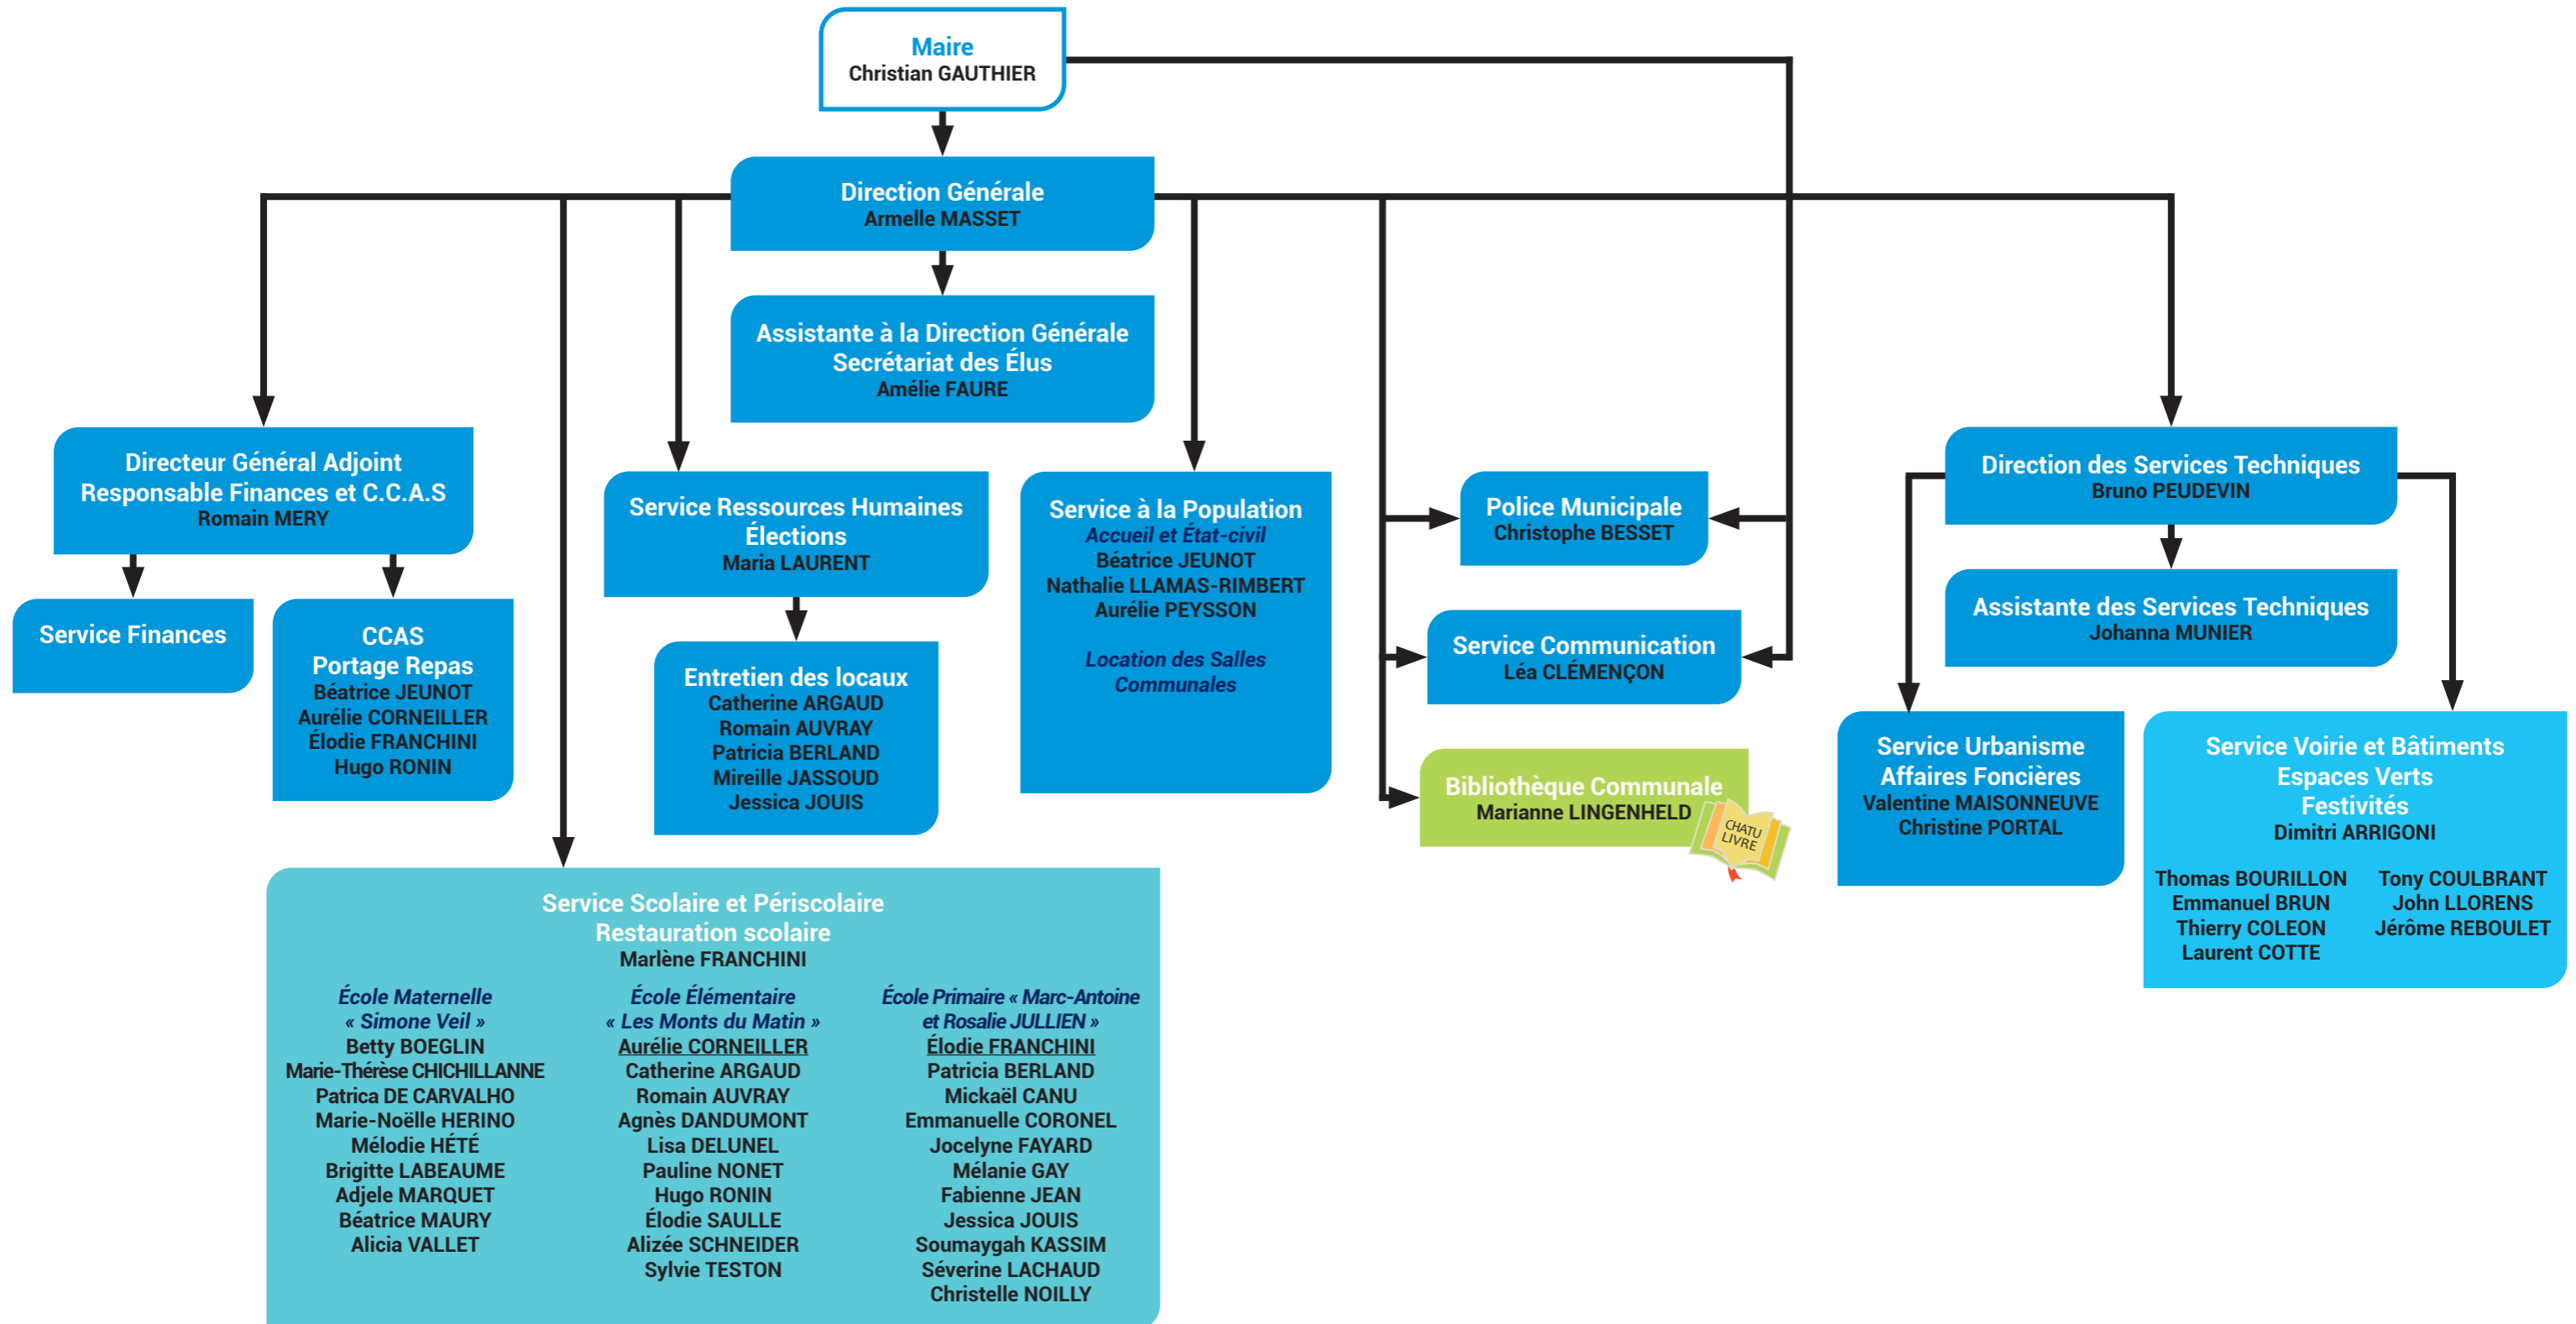 Maire
Christian GAUTHIER
Direction Générale
Armelle MASSET
Assistante à la Direction Générale
Secrétariat des Élus
Amélie FAURE
Directeur Général Adjoint
Responsable Finances et C.C.A.S
Romain MERY
Service Finances
CCAS
Portage Repas
Béatrice JEUNOT
Aurélie CORNEILLER
Élodie FRANCHINI
Hugo RONIN
Service Ressources Humaines
Élections
Maria LAURENT
Entretien des locaux
Catherine ARGAUD
Romain AUVRAY
Patricia BERLAND
Mireille JASSOUD
Jessica JOUIS
Service à la Population
Accueil et État-civil
Béatrice JEUNOT
Nathalie LLAMAS-RIMBERT
Aurélie PEYSSON
Location des Salles
Communales
Police Municipale
Christophe BESSET
Service Communication
Léa CLÉMENÇON
Bibliothèque Communale
Marianne LINGENHELD
CHATU
LIVRE
Direction des Services Techniques
Bruno PEUDEVIN
Assistante des Services Techniques
Johanna MUNIER
Service Urbanisme
Affaires Foncières
Valentine MAISONNEUVE
Christine PORTAL
Service Voirie et Bâtiments
Espaces Verts
Festivités
Dimitri ARRIGONI
Thomas BOURILLON
Emmanuel BRUN
Thierry COLEON
Laurent COTTE
Tony COULBRANT
John LLORENS
Jérôme REBOULET
Service Scolaire et Périscolaire
Restauration scolaire
Marlène FRANCHINI
École Maternelle
« Simone Veil »
Betty BOEGLIN
Marie-Thérèse CHICHILLANNE
Patrica DE CARVALHO
Marie-Noëlle HERINO
Mélodie HÉTÉ
Brigitte LABEAUME
Adjele MARQUET
Béatrice MAURY
Alicia VALLET
École Élémentaire
« Les Monts du Matin »
Aurélie CORNEILLER
Catherine ARGAUD
Romain AUVRAY
Agnès DANDUMONT
Lisa DELUNEL
Pauline NONET
Hugo RONIN
Élodie SAULLE
Alizée SCHNEIDER
Sylvie TESTON
École Primaire « Marc-Antoine
et Rosalie JULLIEN »
Élodie FRANCHINI
Patricia BERLAND
Mickaël CANU
Emmanuelle CORONEL
Jocelyne FAYARD
Mélanie GAY
Fabienne JEAN
Jessica JOUIS
Soumaygah KASSIM
Séverine LACHAUD
Christelle NOILLY